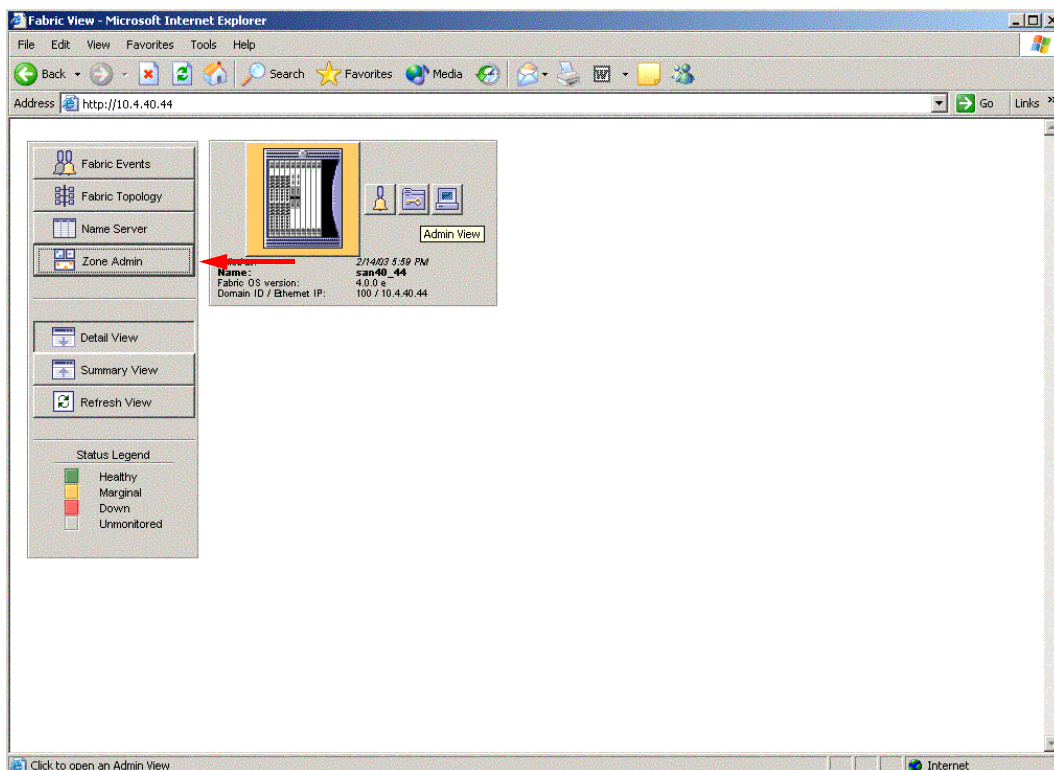 Fabric View - Microsoft Internet Explorer
File Edit View Favorites Tools Help
Back Search Favorites Media
Address http://10.4.40.44 Go Links »
Fabric Events
Fabric Topology
Name Server
Zone Admin
Detail View
Summary View
Refresh View
Status Legend
Healthy
Marginal
Down
Unmonitored
Admin View
2/14/03 5:59 PM
Name: san40_44
Fabric OS version: 4.0.0 e
Domain ID / Ethernet IP: 100 / 10.4.40.44
Click to open an Admin View
Internet